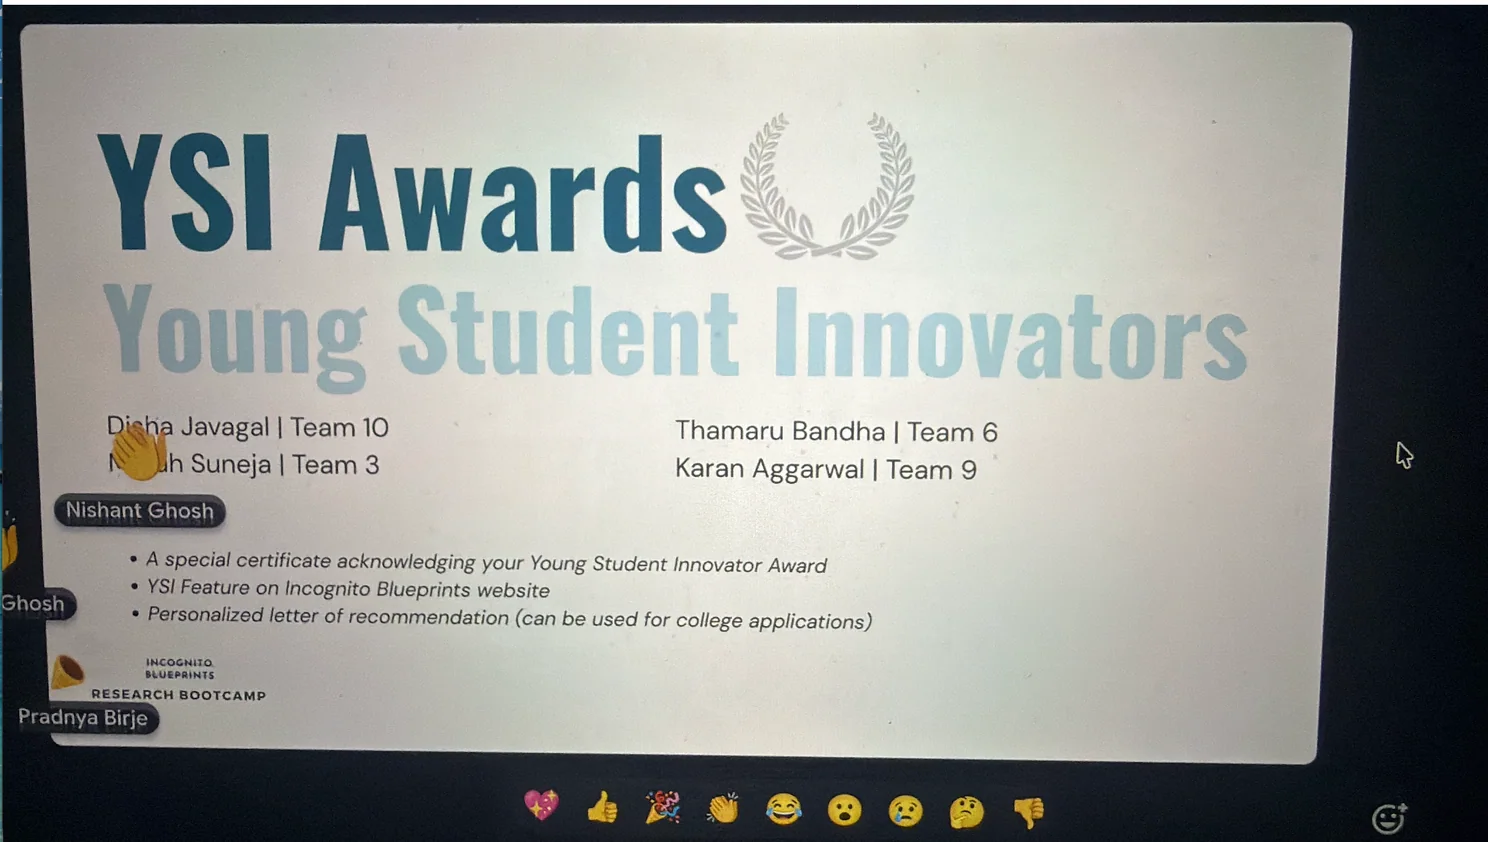 YSI Awards
Young Student Innovators
Disha Javagal | Team 10
Suneja | Team 3
Thamaru Bandha | Team 6
Karan Aggarwal | Team 9
Nishant Ghosh
• A special certificate acknowledging your Young Student Innovator Award
• YSI Feature on Incognito Blueprints website
• Personalized letter of recommendation (can be used for college applications)
Ghosh
INCOGNITO
BLUEPRINTS
RESEARCH BOOTCAMP
Pradnya Birje